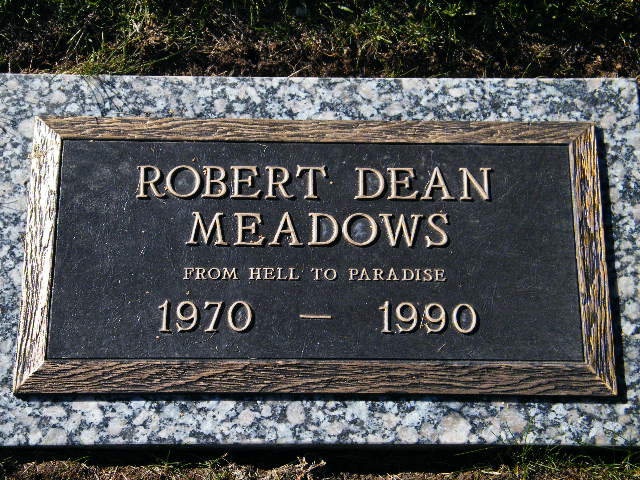 ROBERT DEAN
MEADOWS
FROM HELL TO PARADISE
1970 — 1990